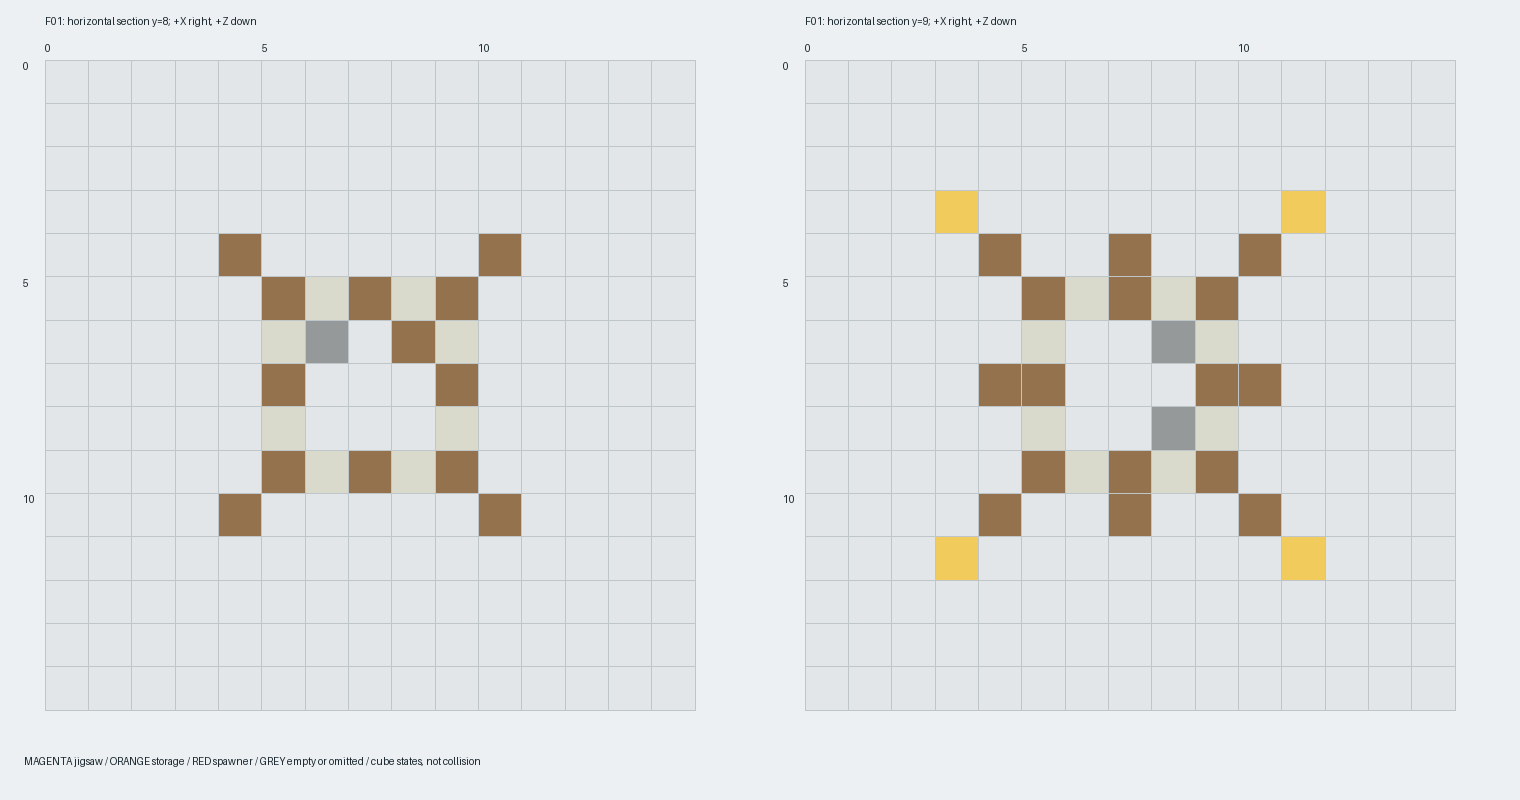 F01: horizontal section y=8; +X right, +Z down
0 5 10
0
5
10
F01: horizontal section y=9; +X right, +Z down
0 5 10
0
5
10
MAGENTA jigsaw / ORANGE storage / RED spawner / GREY empty or omitted / cube states, not collision